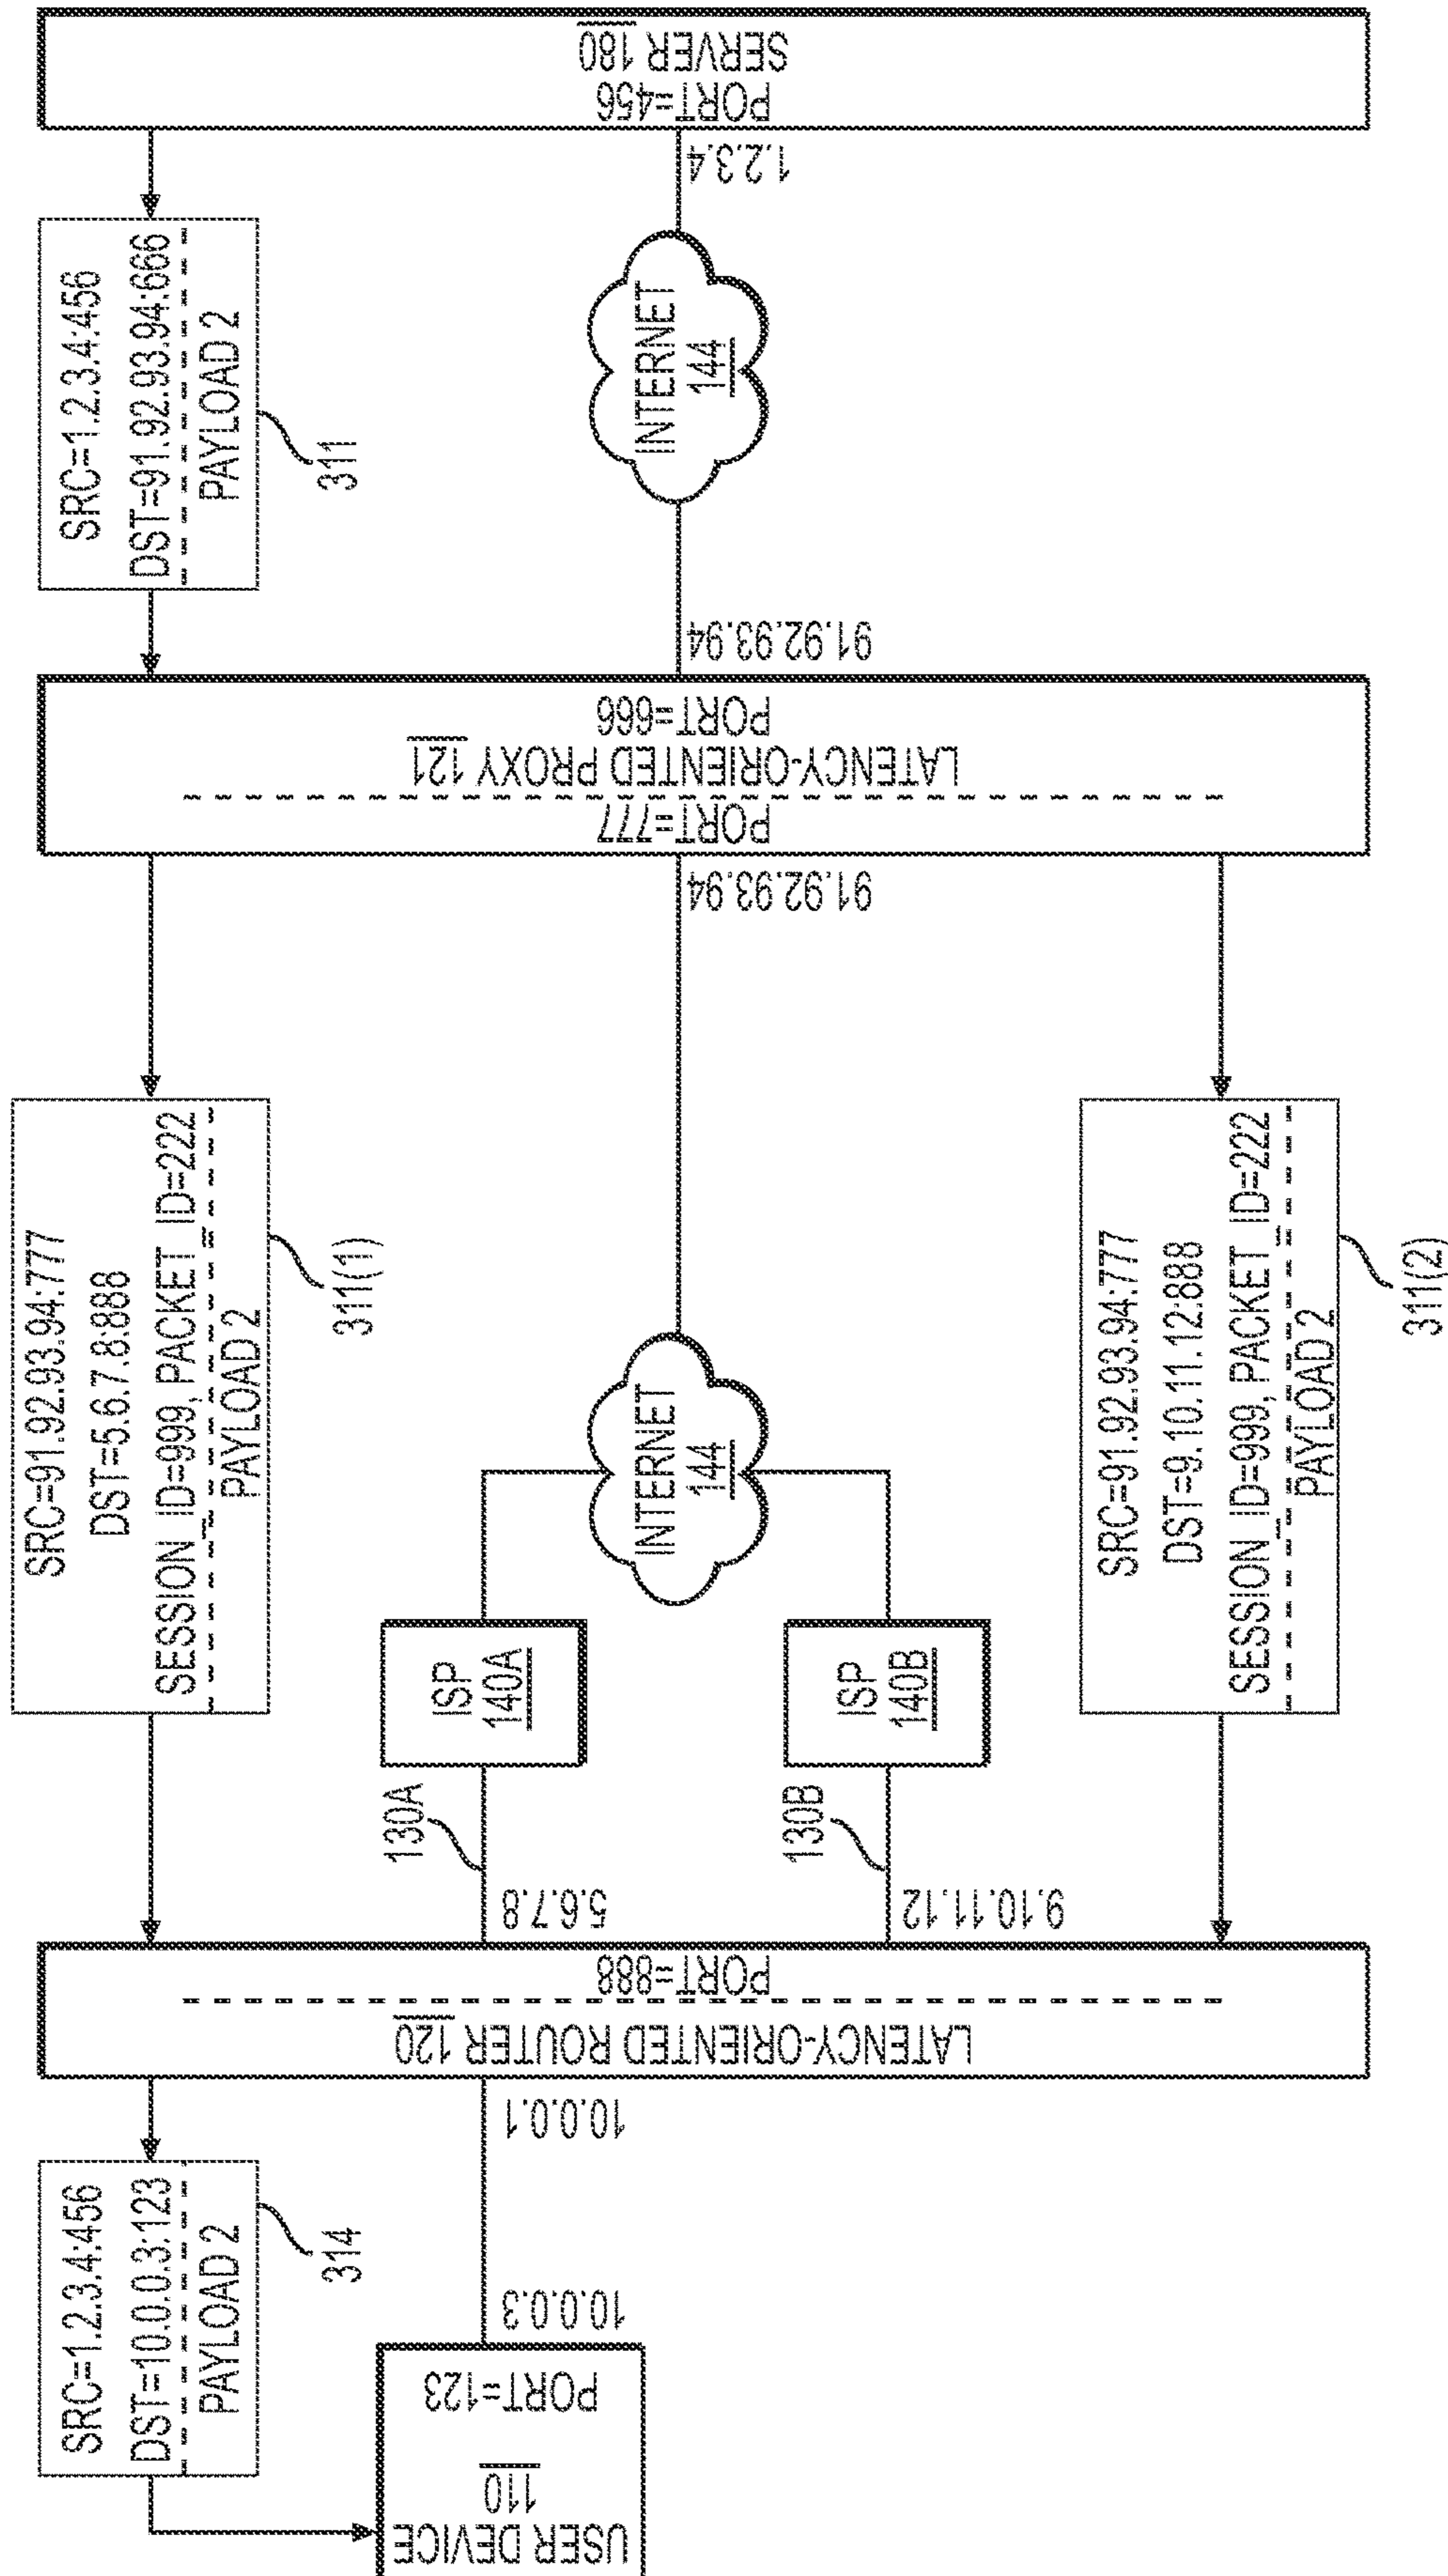 SRC=1.2.3.4:456
DST=10.0.0.3:123
PAYLOAD 2
314
USER DEVICE
110
PORT=123
10.0.0.3
10.0.0.1
LATENCY-ORIENTED ROUTER 120
PORT=888
5.6.7.8
130A
9.10.11.12
130B
ISP
140A
ISP
140B
SRC=91.92.93.94:777
DST=5.6.7.8:888
SESSION_ID=999, PACKET_ID=222
PAYLOAD 2
311(1)
INTERNET
144
SRC=91.92.93.94:777
DST=9.10.11.12:888
SESSION_ID=999, PACKET_ID=222
PAYLOAD 2
311(2)
91.92.93.94
PORT=777
LATENCY-ORIENTED PROXY 121
PORT=666
91.92.93.94
SRC=1.2.3.4:456
DST=91.92.93.94:666
PAYLOAD 2
311
INTERNET
144
1.2.3.4
PORT=456
SERVER 180